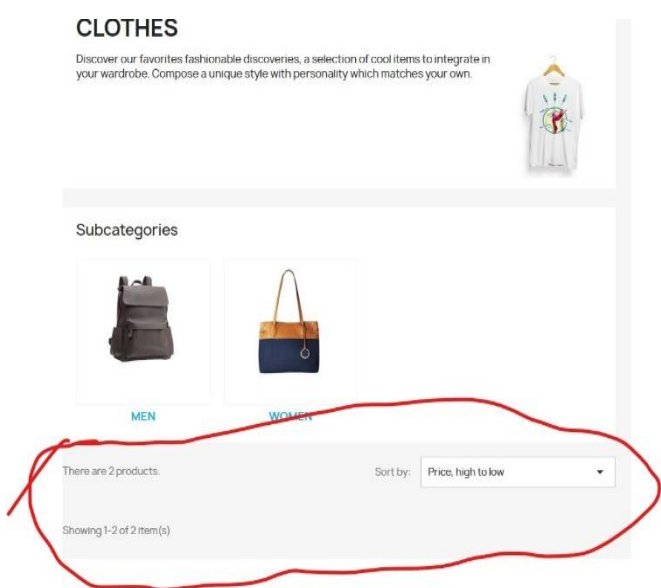 CLOTHES
Discover our favorites fashionable discoveries, a selection of cool items to integrate in
your wardrobe. Compose a unique style with personality which matches your own.
Subcategories
MEN WOMEN
There are 2 products. Sort by: Price, high to low
Showing 1-2 of 2 item(s)